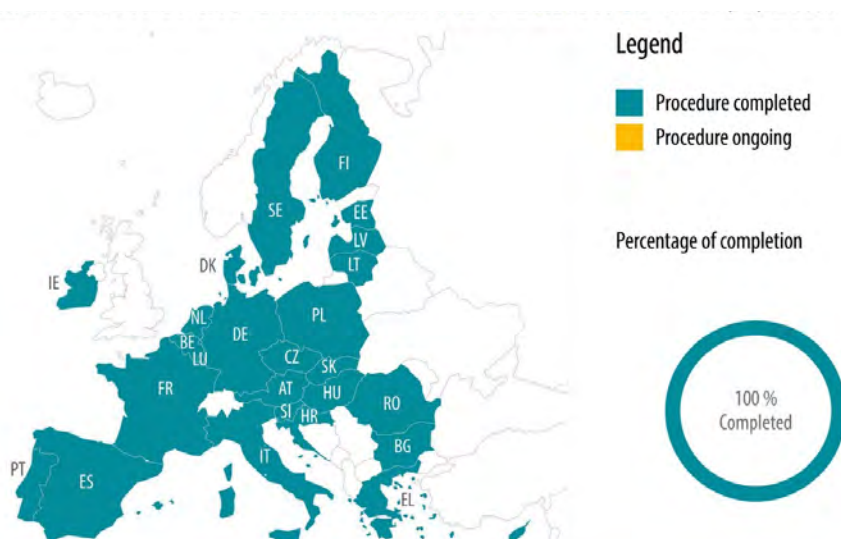 Legend
Procedure completed
Procedure ongoing
Percentage of completion
100 %
Completed
FI
SE
EE
LV
LT
DK
IE
NL
BE
LU
DE
PL
CZ
SK
FR
AT
HU
SI
HR
RO
BG
IT
PT
ES
EL